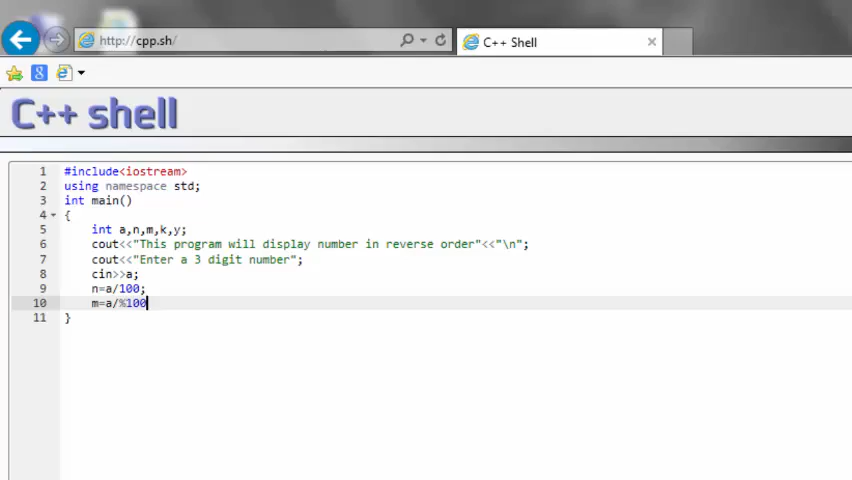 http://cpp.sh/
C++ Shell
C++ shell
1 #include<iostream>
2 using namespace std;
3 int main()
4 {
5 int a,n,m,k,y;
6 cout<<"This program will display number in reverse order"<<"\n";
7 cout<<"Enter a 3 digit number";
8 cin>>a;
9 n=a/100;
10 m=a/%100
11 }